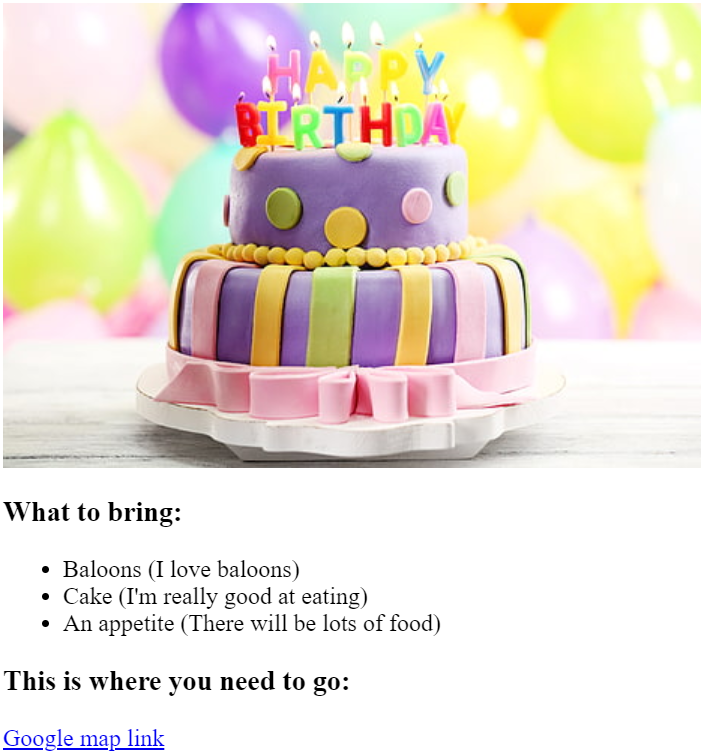 HAPPY
BIRTHDAY
What to bring:
Baloons (I love baloons)
Cake (I'm really good at eating)
An appetite (There will be lots of food)
This is where you need to go:
Google map link